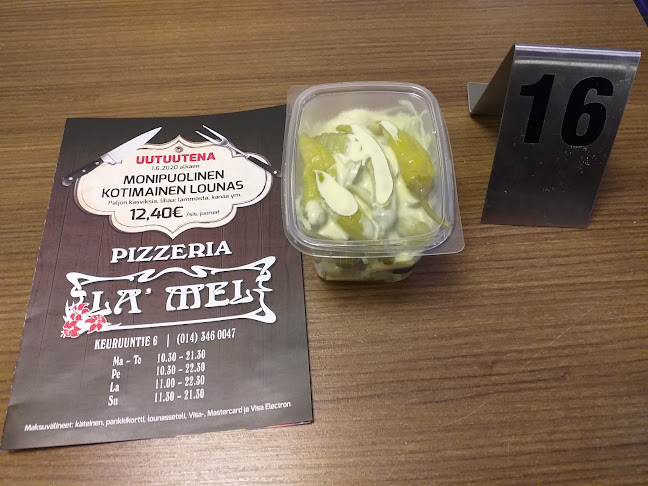 UUTUUTENA
1.6.2020 alkaen
MONIPUOLINEN
KOTIMAINEN LOUNAS
Paljon kasviksia, lihaa: lammasta, kanaa ym.
12,40€ /sis. juomat
PIZZERIA
LA' MEL
KEURUUNTIE 6 | (014) 346 0047
Ma - To 10.30 - 21.30
Pe 10.30 - 22.30
La 11.00 - 22.30
Su 11.30 - 21.30
Maksuvälineet: käteinen, pankkikortti, lounasseteli, Visa-, Mastercard ja Visa Electron
16